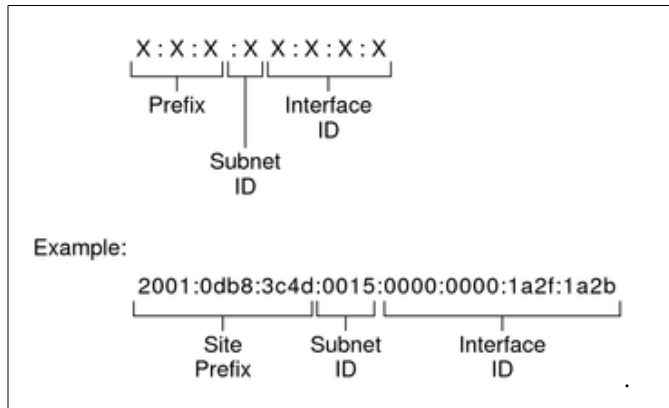 X : X : X : X X : X : X : X
Prefix Interface
ID
Subnet
ID
Example:
2001:0db8:3c4d:0015:0000:0000:1a2f:1a2b
Site Subnet Interface
Prefix ID ID
.